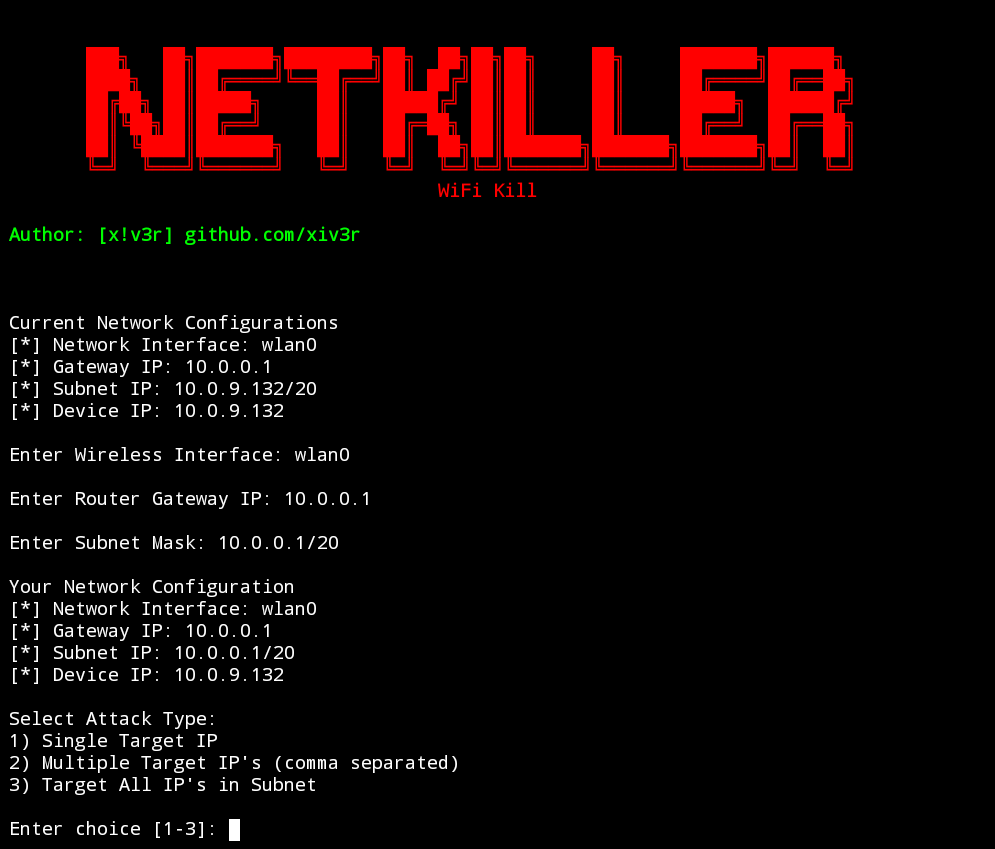 NETKILLER
WiFi Kill
Author: [x!v3r] github.com/xiv3r
Current Network Configurations
[*] Network Interface: wlan0
[*] Gateway IP: 10.0.0.1
[*] Subnet IP: 10.0.9.132/20
[*] Device IP: 10.0.9.132
Enter Wireless Interface: wlan0
Enter Router Gateway IP: 10.0.0.1
Enter Subnet Mask: 10.0.0.1/20
Your Network Configuration
[*] Network Interface: wlan0
[*] Gateway IP: 10.0.0.1
[*] Subnet IP: 10.0.0.1/20
[*] Device IP: 10.0.9.132
Select Attack Type:
1) Single Target IP
2) Multiple Target IP's (comma separated)
3) Target All IP's in Subnet
Enter choice [1-3]: